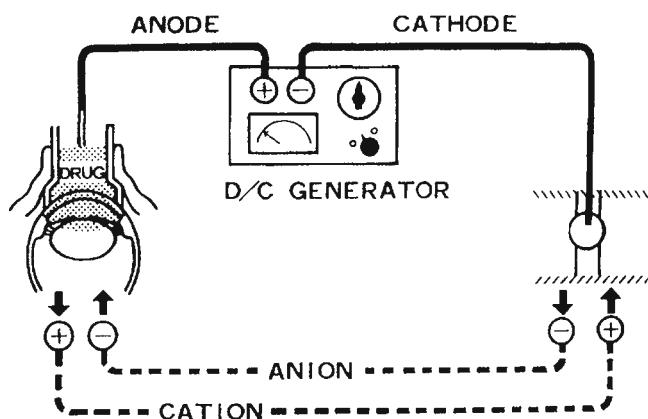 ANODE
CATHODE
+ −
DRUG
D/C GENERATOR
+ −
− +
ANION
CATION